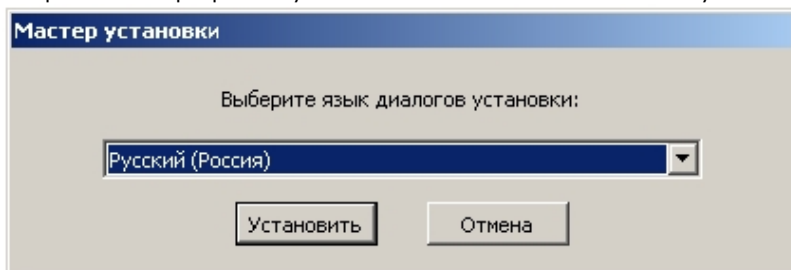 Мастер установки
Выберите язык диалогов установки:
Русский (Россия)
Установить Отмена